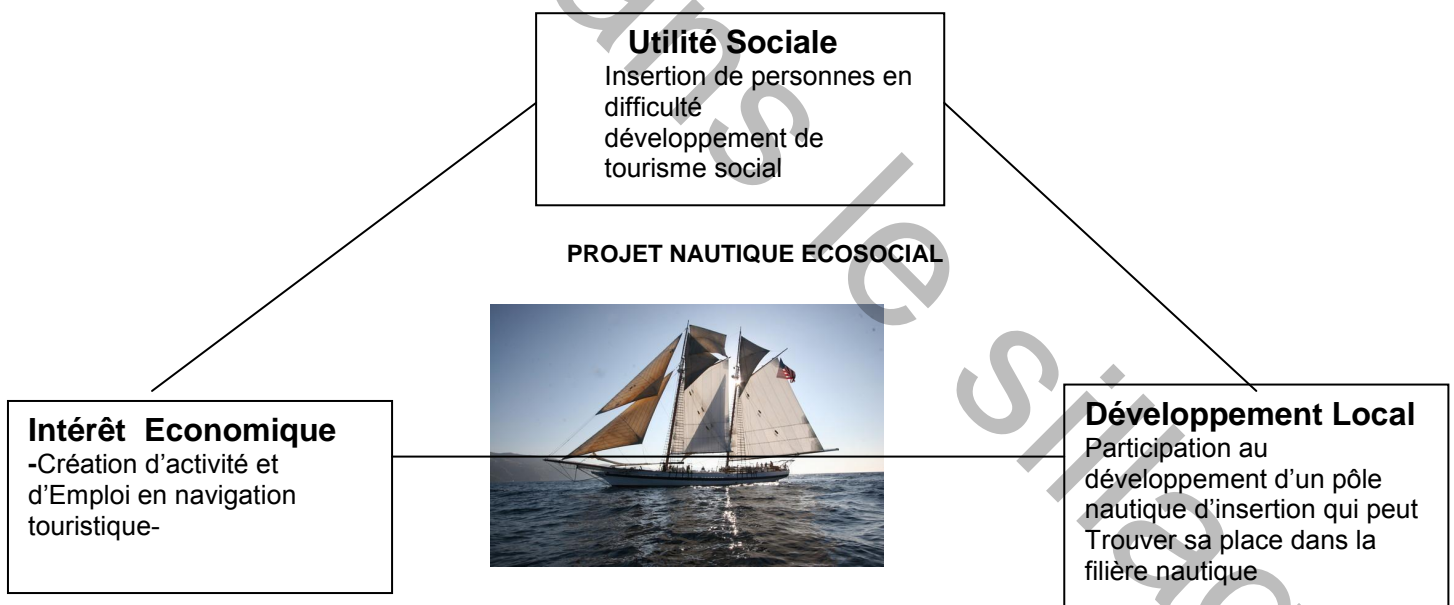 Utilité Sociale
Insertion de personnes en
difficulté
développement de
tourisme social
PROJET NAUTIQUE ECOSOCIAL
Intérêt Economique
-Création d’activité et
d’Emploi en navigation
touristique-
Développement Local
Participation au
développement d’un pôle
nautique d’insertion qui peut
Trouver sa place dans la
filière nautique
le